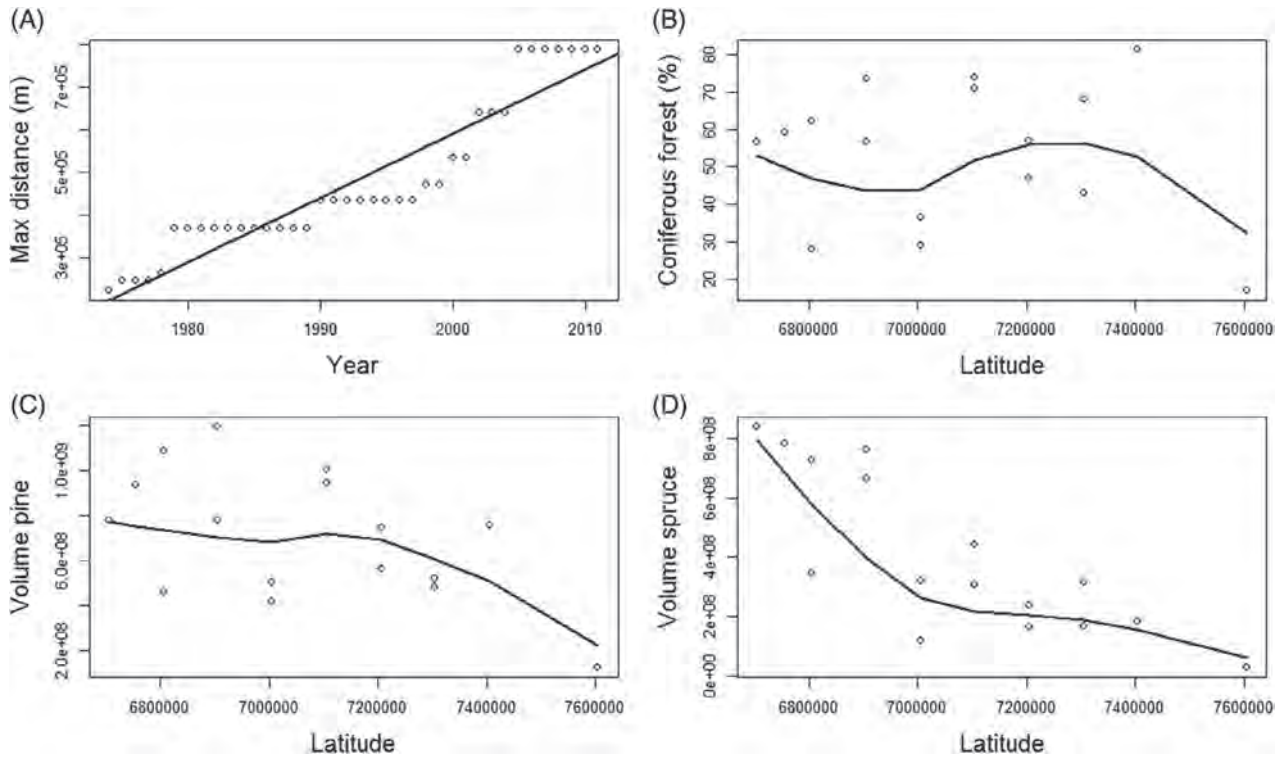 (A)
Max distance (m)
7e+05
5e+05
3e+05
1980 1990 2000 2010
Year
(B)
Coniferous forest (%)
80
70
60
50
40
30
20
6800000 7000000 7200000 7400000 7600000
Latitude
(C)
Volume pine
1.0e+09
6.0e+08
2.0e+08
6800000 7000000 7200000 7400000 7600000
Latitude
(D)
Volume spruce
8e+08
6e+08
4e+08
2e+08
0e+00
6800000 7000000 7200000 7400000 7600000
Latitude